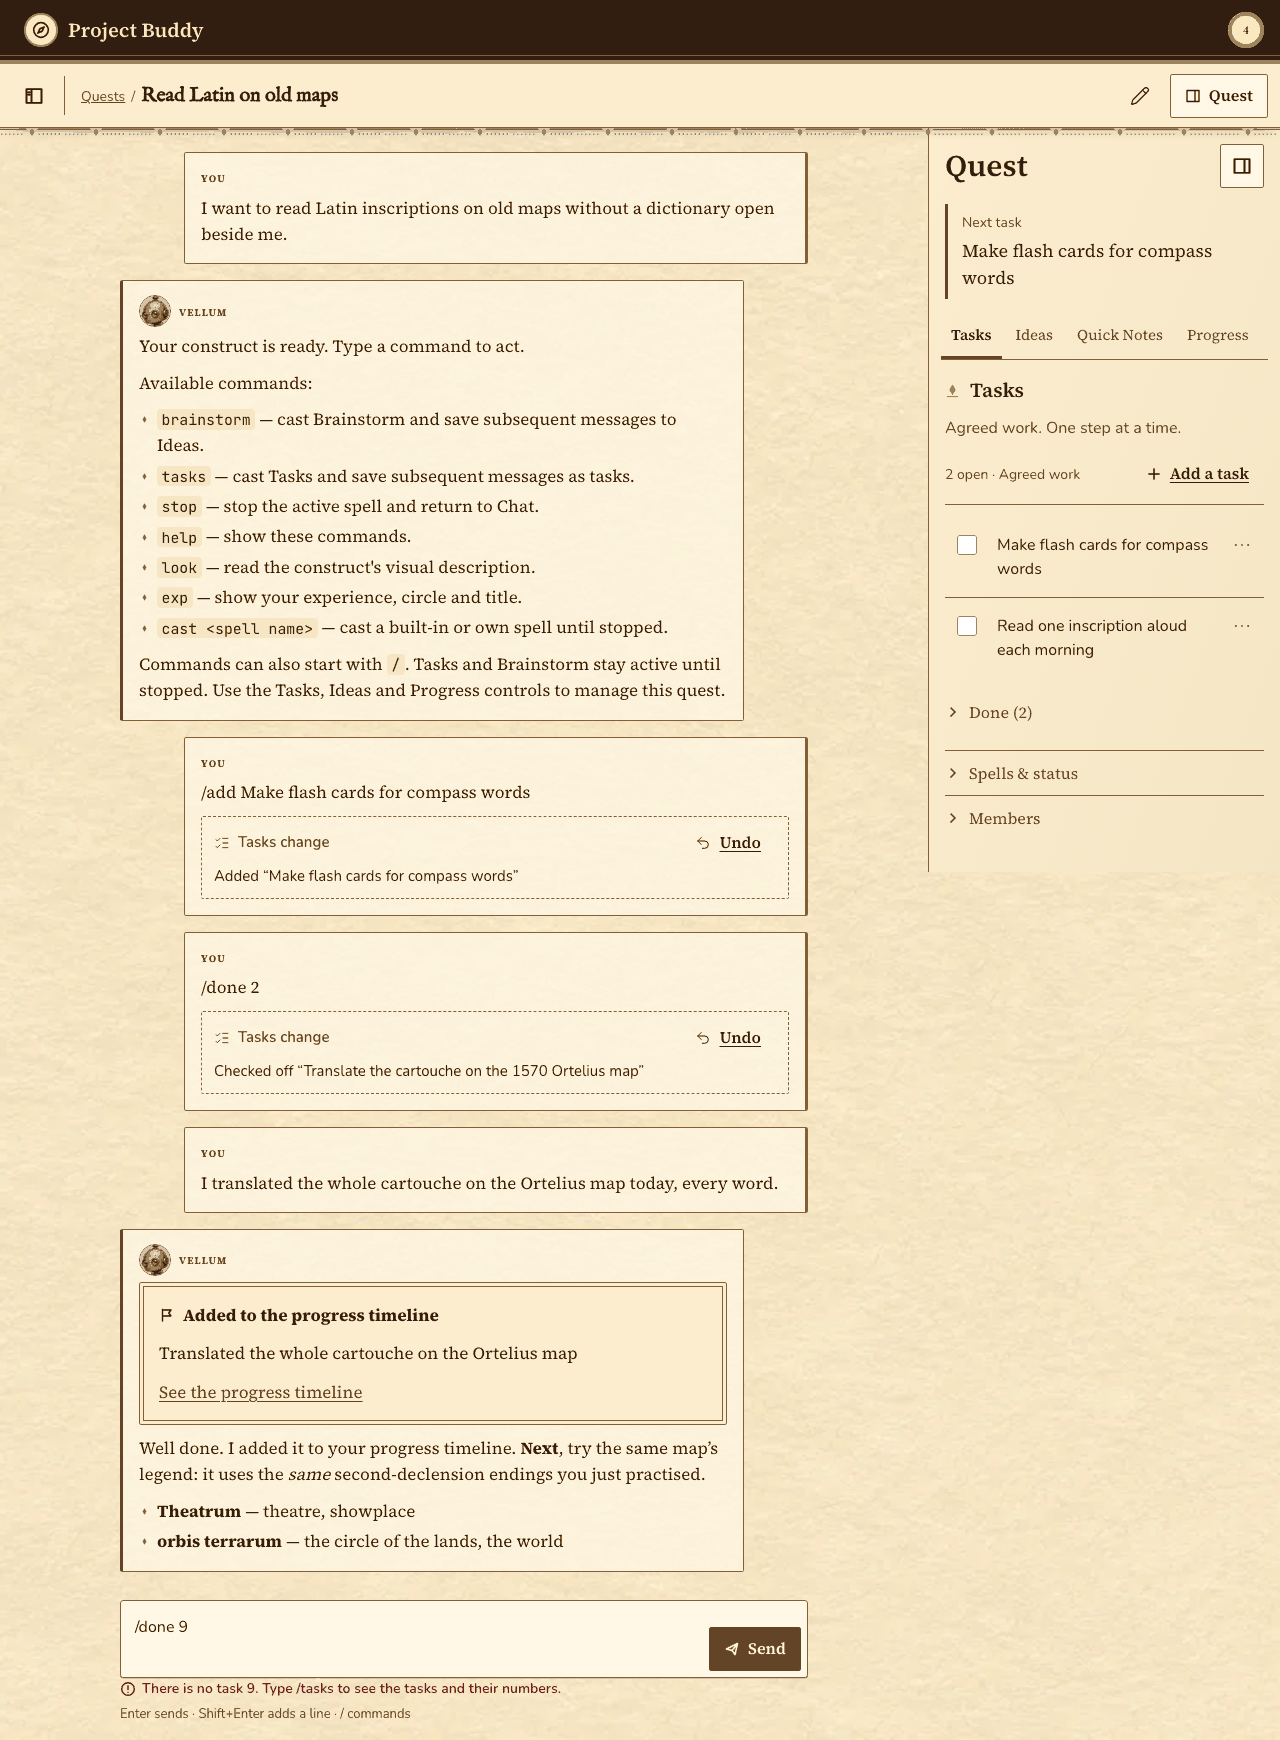 Project Buddy
4
Quests / Read Latin on old maps
Quest
YOU
I want to read Latin inscriptions on old maps without a dictionary open
beside me.
VELLUM
Your construct is ready. Type a command to act.
Available commands:
brainstorm — cast Brainstorm and save subsequent messages to
Ideas.
tasks — cast Tasks and save subsequent messages as tasks.
stop — stop the active spell and return to Chat.
help — show these commands.
look — read the construct's visual description.
exp — show your experience, circle and title.
cast <spell name> — cast a built-in or own spell until stopped.
Commands can also start with /. Tasks and Brainstorm stay active until
stopped. Use the Tasks, Ideas and Progress controls to manage this quest.
YOU
/add Make flash cards for compass words
Tasks change
Undo
Added “Make flash cards for compass words”
YOU
/done 2
Tasks change
Undo
Checked off “Translate the cartouche on the 1570 Ortelius map”
YOU
I translated the whole cartouche on the Ortelius map today, every word.
VELLUM
Added to the progress timeline
Translated the whole cartouche on the Ortelius map
See the progress timeline
Well done. I added it to your progress timeline. Next, try the same map’s
legend: it uses the same second-declension endings you just practised.
Theatrum — theatre, showplace
orbis terrarum — the circle of the lands, the world
/done 9
Send
There is no task 9. Type /tasks to see the tasks and their numbers.
Enter sends · Shift+Enter adds a line · / commands
Quest
Next task
Make flash cards for compass
words
Tasks
Ideas
Quick Notes
Progress
Tasks
Agreed work. One step at a time.
2 open · Agreed work
Add a task
Make flash cards for compass
words
Read one inscription aloud
each morning
Done (2)
Spells & status
Members